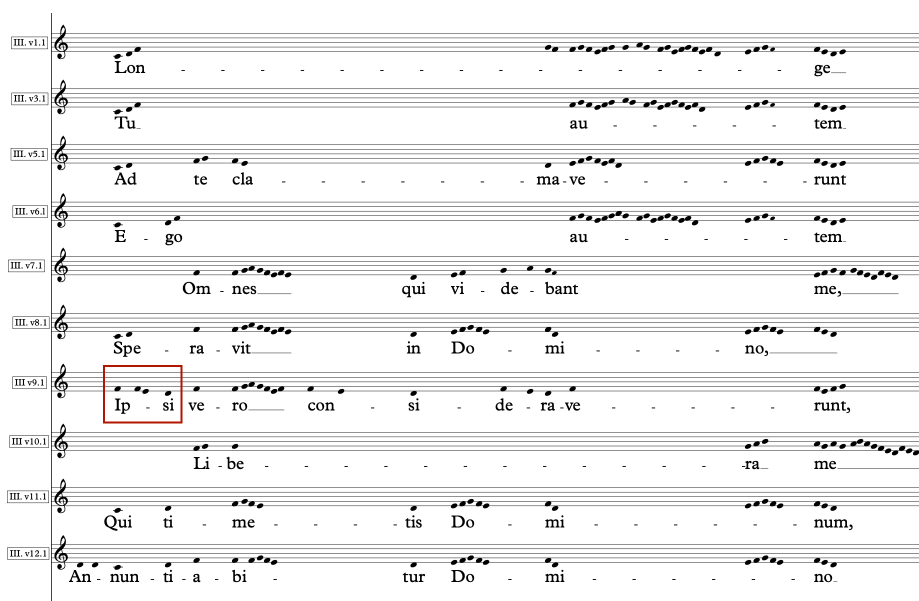 III. v1.1
Lon - - - - - - - - - - - - - - ge
III. v3.1
Tu au - - - - tem
III. v5.1
Ad te cla - - - - - - - ma-ve - - - - - runt
III. v6.1
E - go au - - - - tem
III. v7.1
Om - nes qui vi - de - bant me,
III. v8.1
Spe - ra - vit in Do - mi - - - - - no,
III v9.1
Ip - si ve - ro con - si - de - ra-ve - - - - - runt,
III v10.1
Li - be - - - - - - - - - - - ra me
III v11.1
Qui ti - me - - - - tis Do - mi - - - - - num,
III. v12.1
An - nun - ti - a - bi - - - tur Do - mi - - - - - no